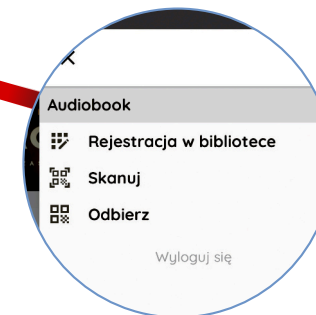 Audiobook
Rejestracja w bibliotece
Skanuj
Odbierz
Wyloguj się